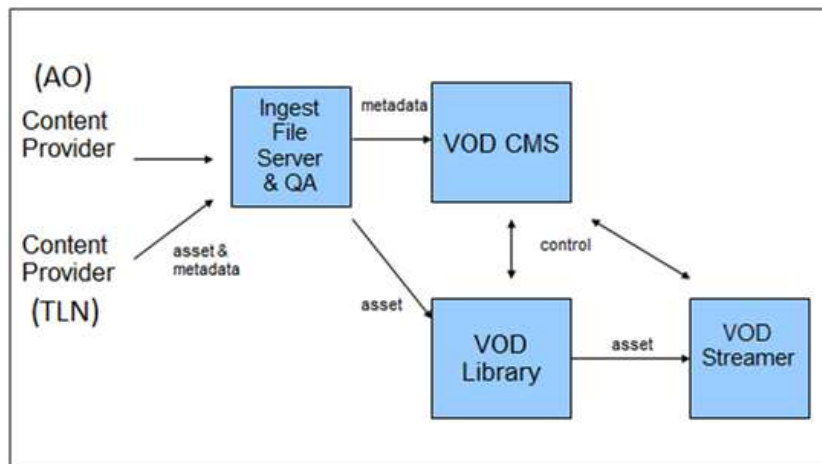 (AO)
Content
Provider
Ingest
File
Server
& QA
metadata
VOD CMS
Content
Provider
(TLN)
asset &
metadata
control
asset
VOD
Library
asset
VOD
Streamer